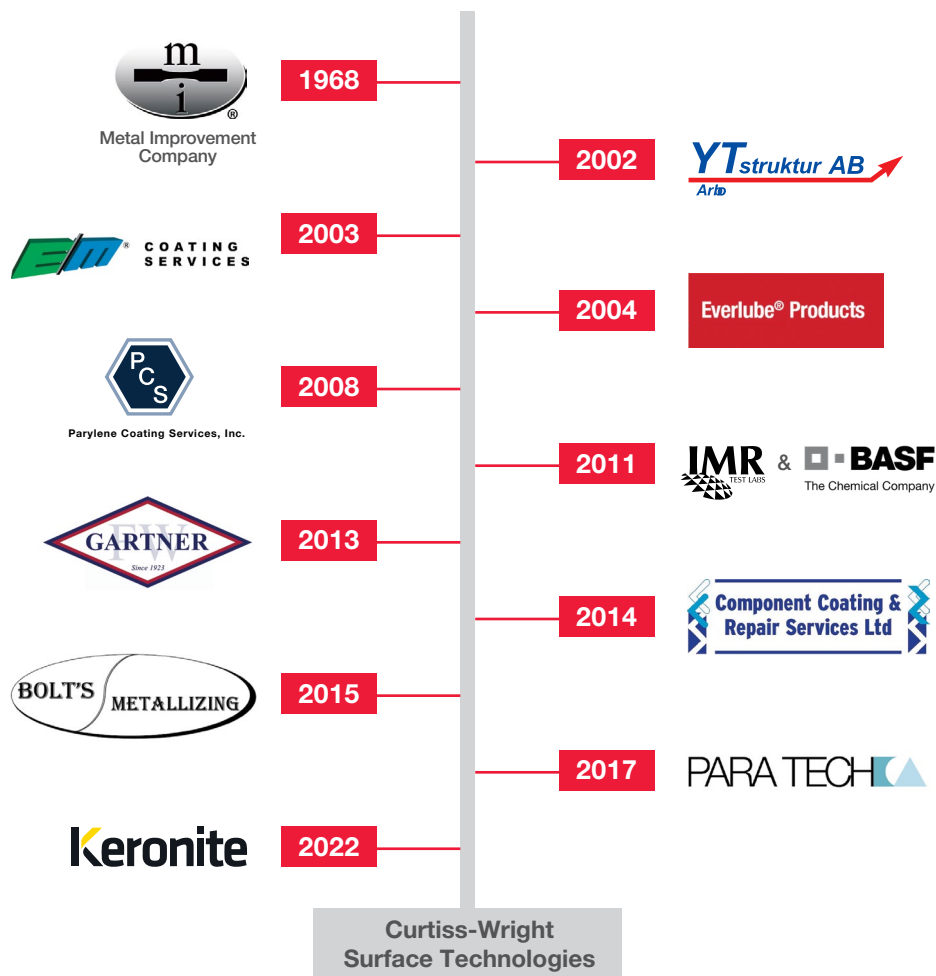 m
i
®
Metal Improvement
Company
1968
2002
YTstruktur AB
2003
E/M® COATING
SERVICES
2004
Everlube® Products
PCS
Parylene Coating Services, Inc.
2008
2011
IMR
TEST LABS
&
BASF
The Chemical Company
FW
GARTNER
Since 1923
2013
2014
Component Coating &
Repair Services Ltd
BOLT'S
METALLIZING
2015
2017
PARA TECH
Keronite
2022
Curtiss-Wright
Surface Technologies